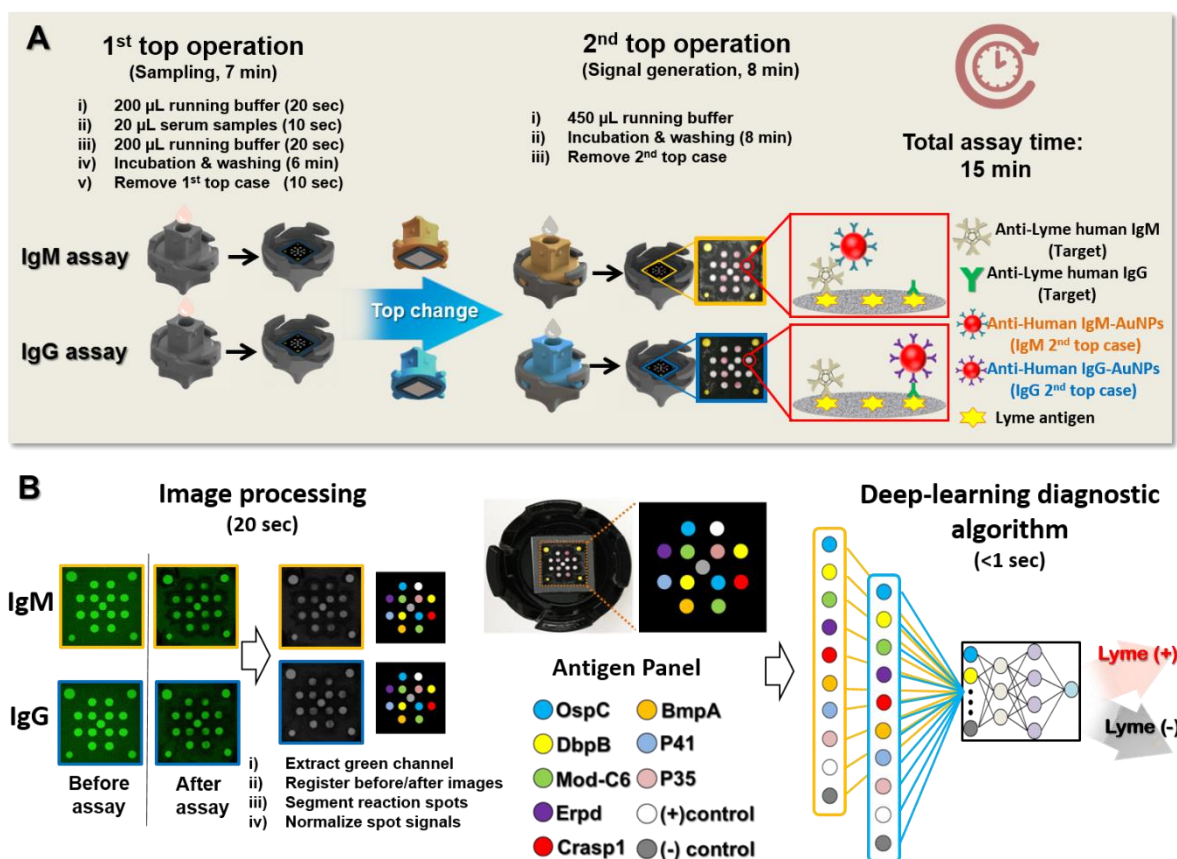 A
1st top operation
(Sampling, 7 min)
i) 200 µL running buffer (20 sec)
ii) 20 µL serum samples (10 sec)
iii) 200 µL running buffer (20 sec)
iv) Incubation & washing (6 min)
v) Remove 1st top case (10 sec)
2nd top operation
(Signal generation, 8 min)
i) 450 µL running buffer
ii) Incubation & washing (8 min)
iii) Remove 2nd top case
Total assay time:
15 min
IgM assay
IgG assay
Top change
Anti-Lyme human IgM
(Target)
Anti-Lyme human IgG
(Target)
Anti-Human IgM-AuNPs
(IgM 2nd top case)
Anti-Human IgG-AuNPs
(IgG 2nd top case)
Lyme antigen
B
Image processing
(20 sec)
IgM
IgG
Before
assay
After
assay
i) Extract green channel
ii) Register before/after images
iii) Segment reaction spots
iv) Normalize spot signals
Antigen Panel
OspC
DbpB
Mod-C6
Erpd
Crasp1
BmpA
P41
P35
(+)control
(-) control
Deep-learning diagnostic
algorithm
(<1 sec)
Lyme (+)
Lyme (-)